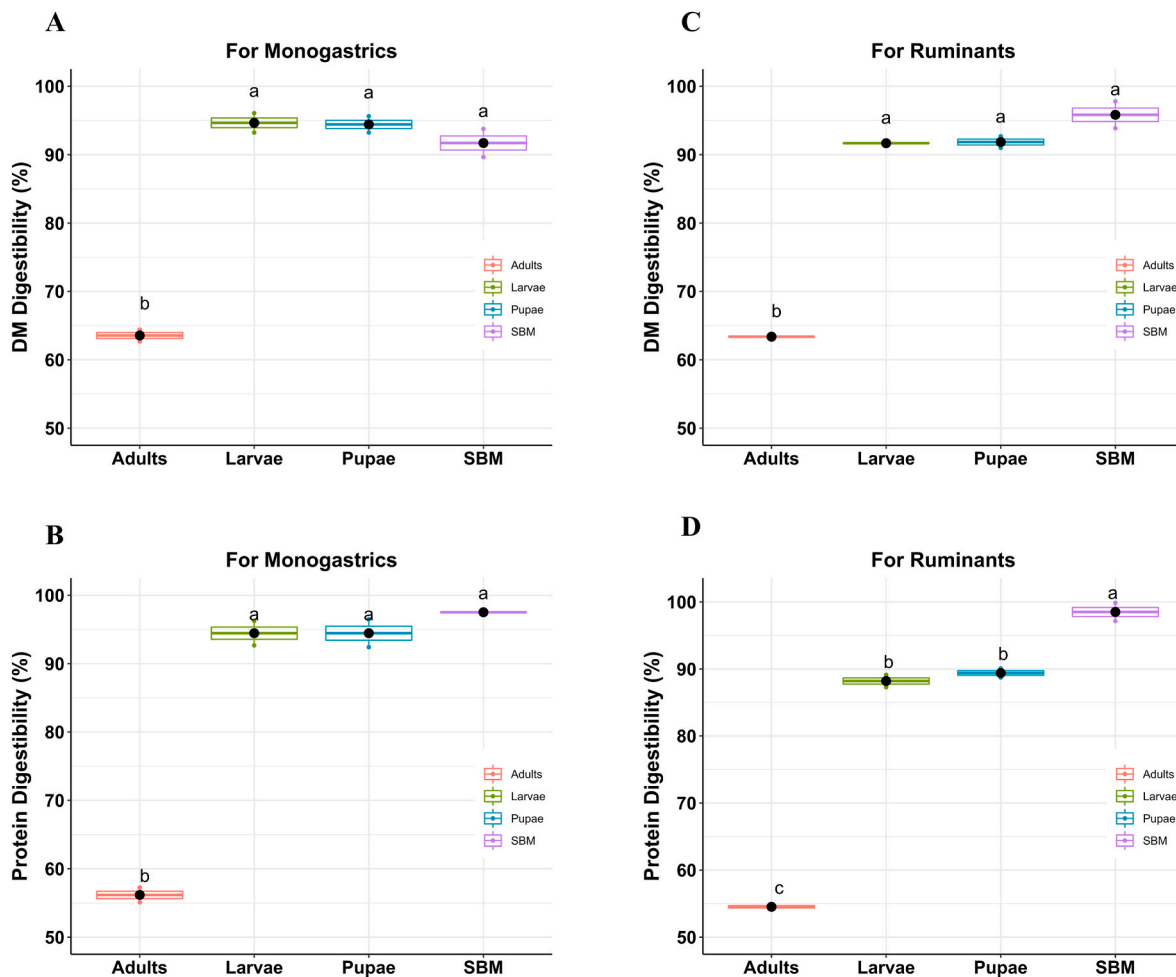 A
For Monogastrics
DM Digestibility (%)
100
90
80
70
60
50
b
a
a
a
Adults
Larvae
Pupae
SBM
Adults Larvae Pupae SBM
C
For Ruminants
DM Digestibility (%)
100
90
80
70
60
50
b
a
a
a
Adults
Larvae
Pupae
SBM
Adults Larvae Pupae SBM
B
For Monogastrics
Protein Digestibility (%)
100
90
80
70
60
50
b
a
a
a
Adults
Larvae
Pupae
SBM
Adults Larvae Pupae SBM
D
For Ruminants
Protein Digestibility (%)
100
90
80
70
60
50
c
b
b
a
Adults
Larvae
Pupae
SBM
Adults Larvae Pupae SBM